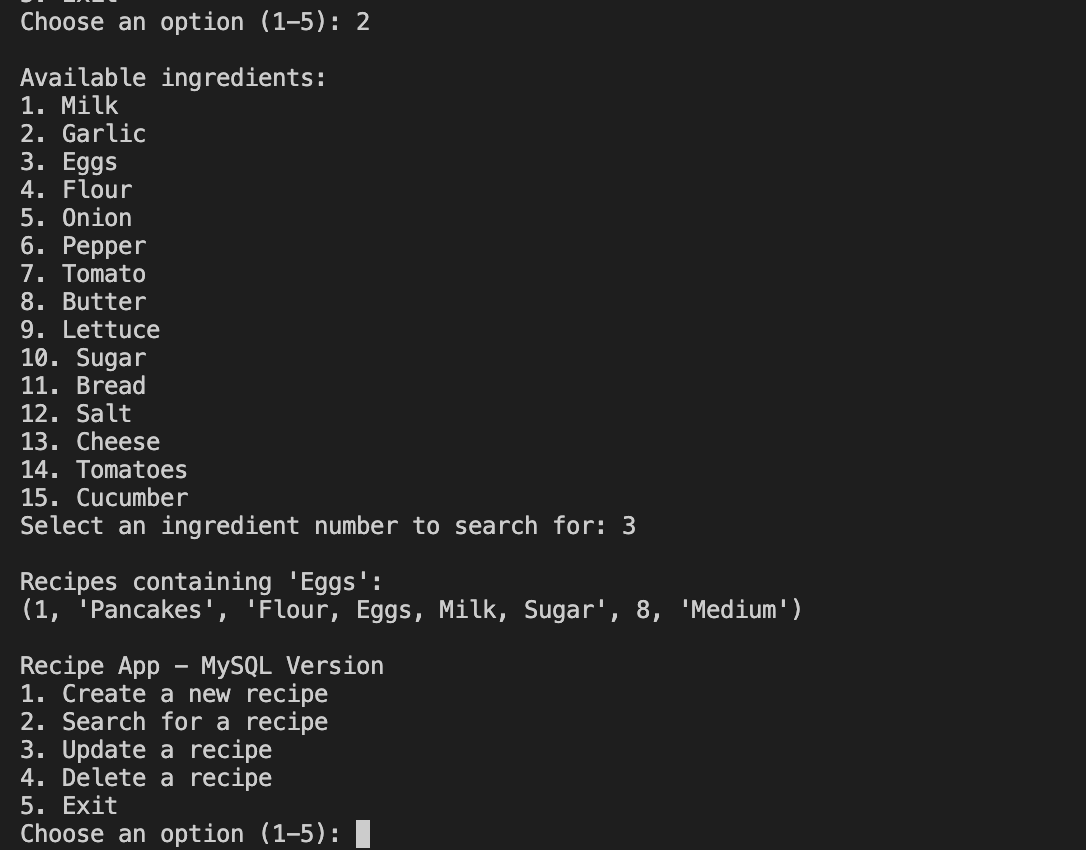 5. Exit
Choose an option (1-5): 2
Available ingredients:
1. Milk
2. Garlic
3. Eggs
4. Flour
5. Onion
6. Pepper
7. Tomato
8. Butter
9. Lettuce
10. Sugar
11. Bread
12. Salt
13. Cheese
14. Tomatoes
15. Cucumber
Select an ingredient number to search for: 3
Recipes containing 'Eggs':
(1, 'Pancakes', 'Flour, Eggs, Milk, Sugar', 8, 'Medium')
Recipe App - MySQL Version
1. Create a new recipe
2. Search for a recipe
3. Update a recipe
4. Delete a recipe
5. Exit
Choose an option (1-5):